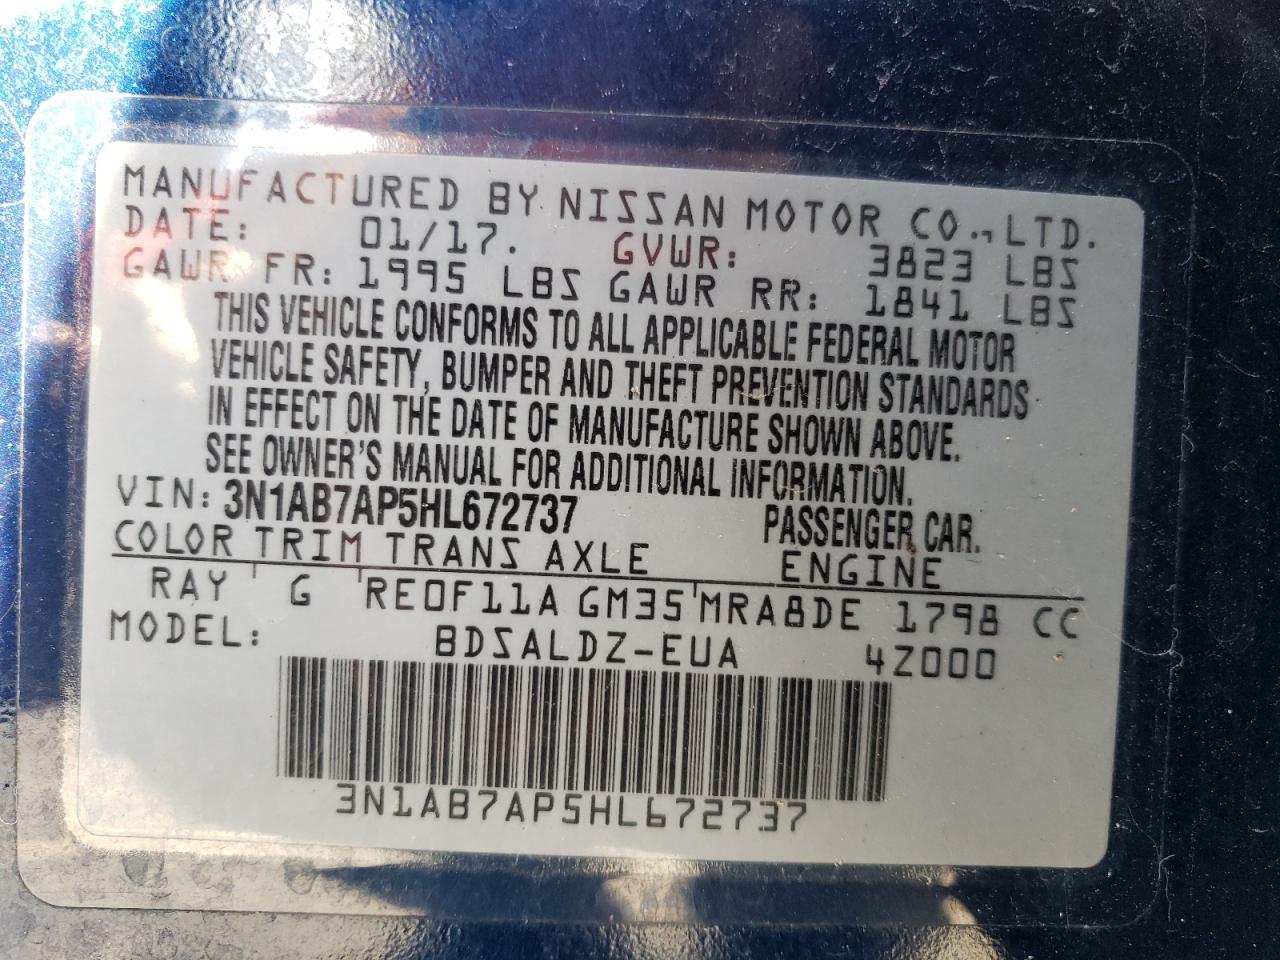 MANUFACTURED BY NISSAN MOTOR CO., LTD.
DATE: 01/17. GVWR: 3823 LBS
GAWR FR: 1995 LBS GAWR RR: 1841 LBS
THIS VEHICLE CONFORMS TO ALL APPLICABLE FEDERAL MOTOR
VEHICLE SAFETY, BUMPER AND THEFT PREVENTION STANDARDS
IN EFFECT ON THE DATE OF MANUFACTURE SHOWN ABOVE.
SEE OWNER'S MANUAL FOR ADDITIONAL INFORMATION.
VIN: 3N1AB7AP5HL672737 PASSENGER CAR.
COLOR TRIM TRANS AXLE ENGINE
RAY G RE0F11A GM35 MRA8DE 1798 CC
MODEL: BDSALDZ-EUA 4Z000
3N1AB7AP5HL672737